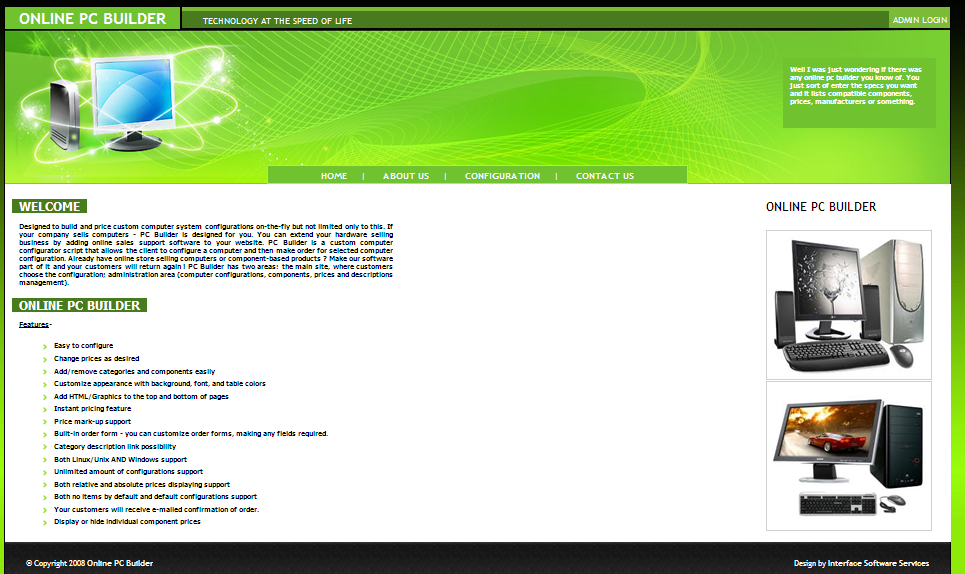 ONLINE PC BUILDER
TECHNOLOGY AT THE SPEED OF LIFE
ADMIN LOGIN
Well I was just wondering if there was
any online pc builder you know of. You
just sort of enter the specs you want
and it lists compatible components,
prices, manufacturers or something.
HOME | ABOUT US | CONFIGURATION | CONTACT US
WELCOME
Designed to build and price custom computer system configurations on-the-fly but not limited only to this. If
your company sells computers - PC Builder is designed for you. You can extend your hardware selling
business by adding online sales support software to your website. PC Builder is a custom computer
configurator script that allows the client to configure a computer and then make order for selected computer
configuration. Already have online store selling computers or component-based products ? Make our software
part of it and your customers will return again! PC Builder has two areas: the main site, where customers
choose the configuration; administration area (computer configurations, components, prices and descriptions
management).
ONLINE PC BUILDER
Features-
Easy to configure
Change prices as desired
Add/remove categories and components easily
Customize appearance with background, font, and table colors
Add HTML/Graphics to the top and bottom of pages
Instant pricing feature
Price mark-up support
Built-in order form - you can customize order forms, making any fields required.
Category description link possibility
Both Linux/Unix AND Windows support
Unlimited amount of configurations support
Both relative and absolute prices displaying support
Both no items by default and default configurations support
Your customers will receive e-mailed confirmation of order.
Display or hide individual component prices
ONLINE PC BUILDER
© Copyright 2008 Online PC Builder
Design by Interface Software Services